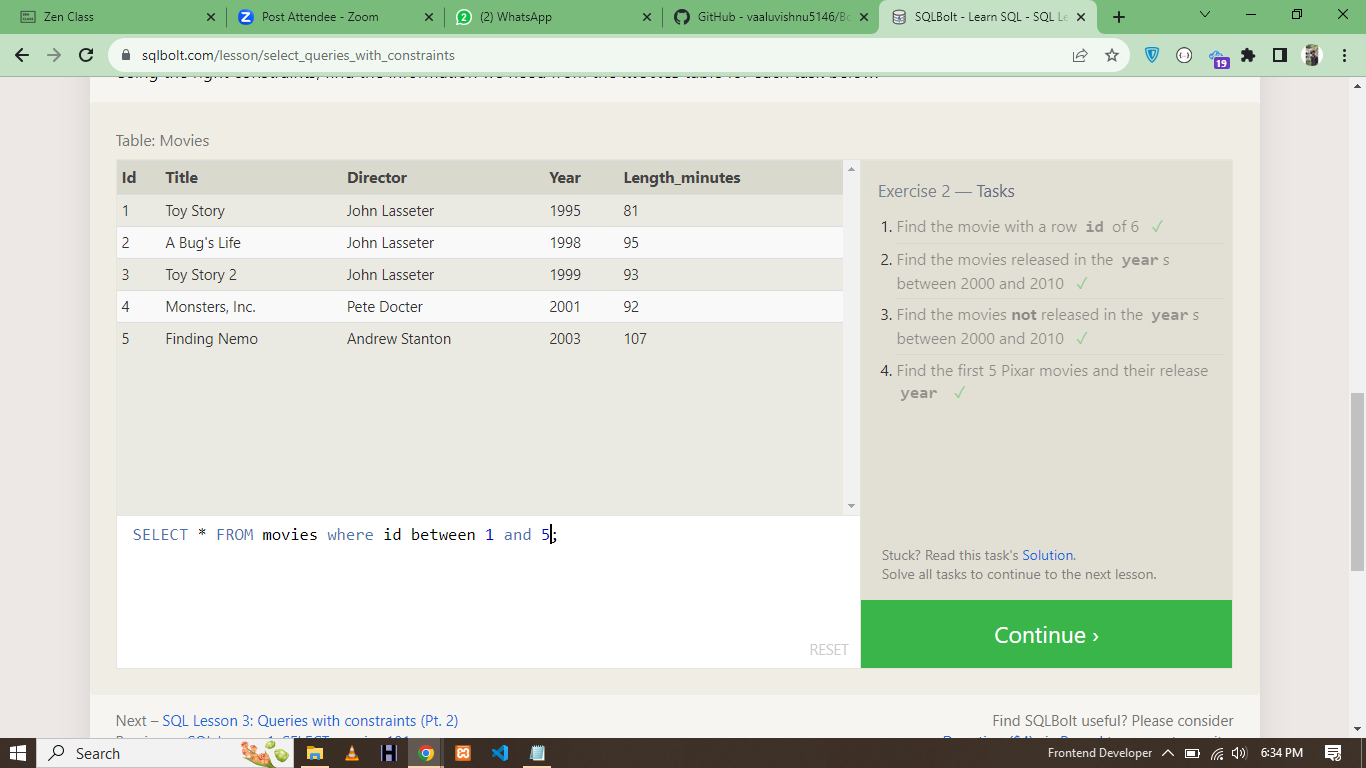 Zen Class
Post Attendee - Zoom
(2) WhatsApp
GitHub - vaaluvishnu5146/Bo
SQLBolt - Learn SQL - SQL Le
sqlbolt.com/lesson/select_queries_with_constraints
19
Table: Movies
Id Title Director Year Length_minutes
1 Toy Story John Lasseter 1995 81
2 A Bug's Life John Lasseter 1998 95
3 Toy Story 2 John Lasseter 1999 93
4 Monsters, Inc. Pete Docter 2001 92
5 Finding Nemo Andrew Stanton 2003 107
SELECT * FROM movies where id between 1 and 5;
RESET
Exercise 2 — Tasks
1. Find the movie with a row id of 6 ✓
2. Find the movies released in the year s
between 2000 and 2010 ✓
3. Find the movies not released in the year s
between 2000 and 2010 ✓
4. Find the first 5 Pixar movies and their release
year ✓
Stuck? Read this task's Solution.
Solve all tasks to continue to the next lesson.
Continue ›
Next – SQL Lesson 3: Queries with constraints (Pt. 2)
Find SQLBolt useful? Please consider
Search
Frontend Developer
6:34 PM